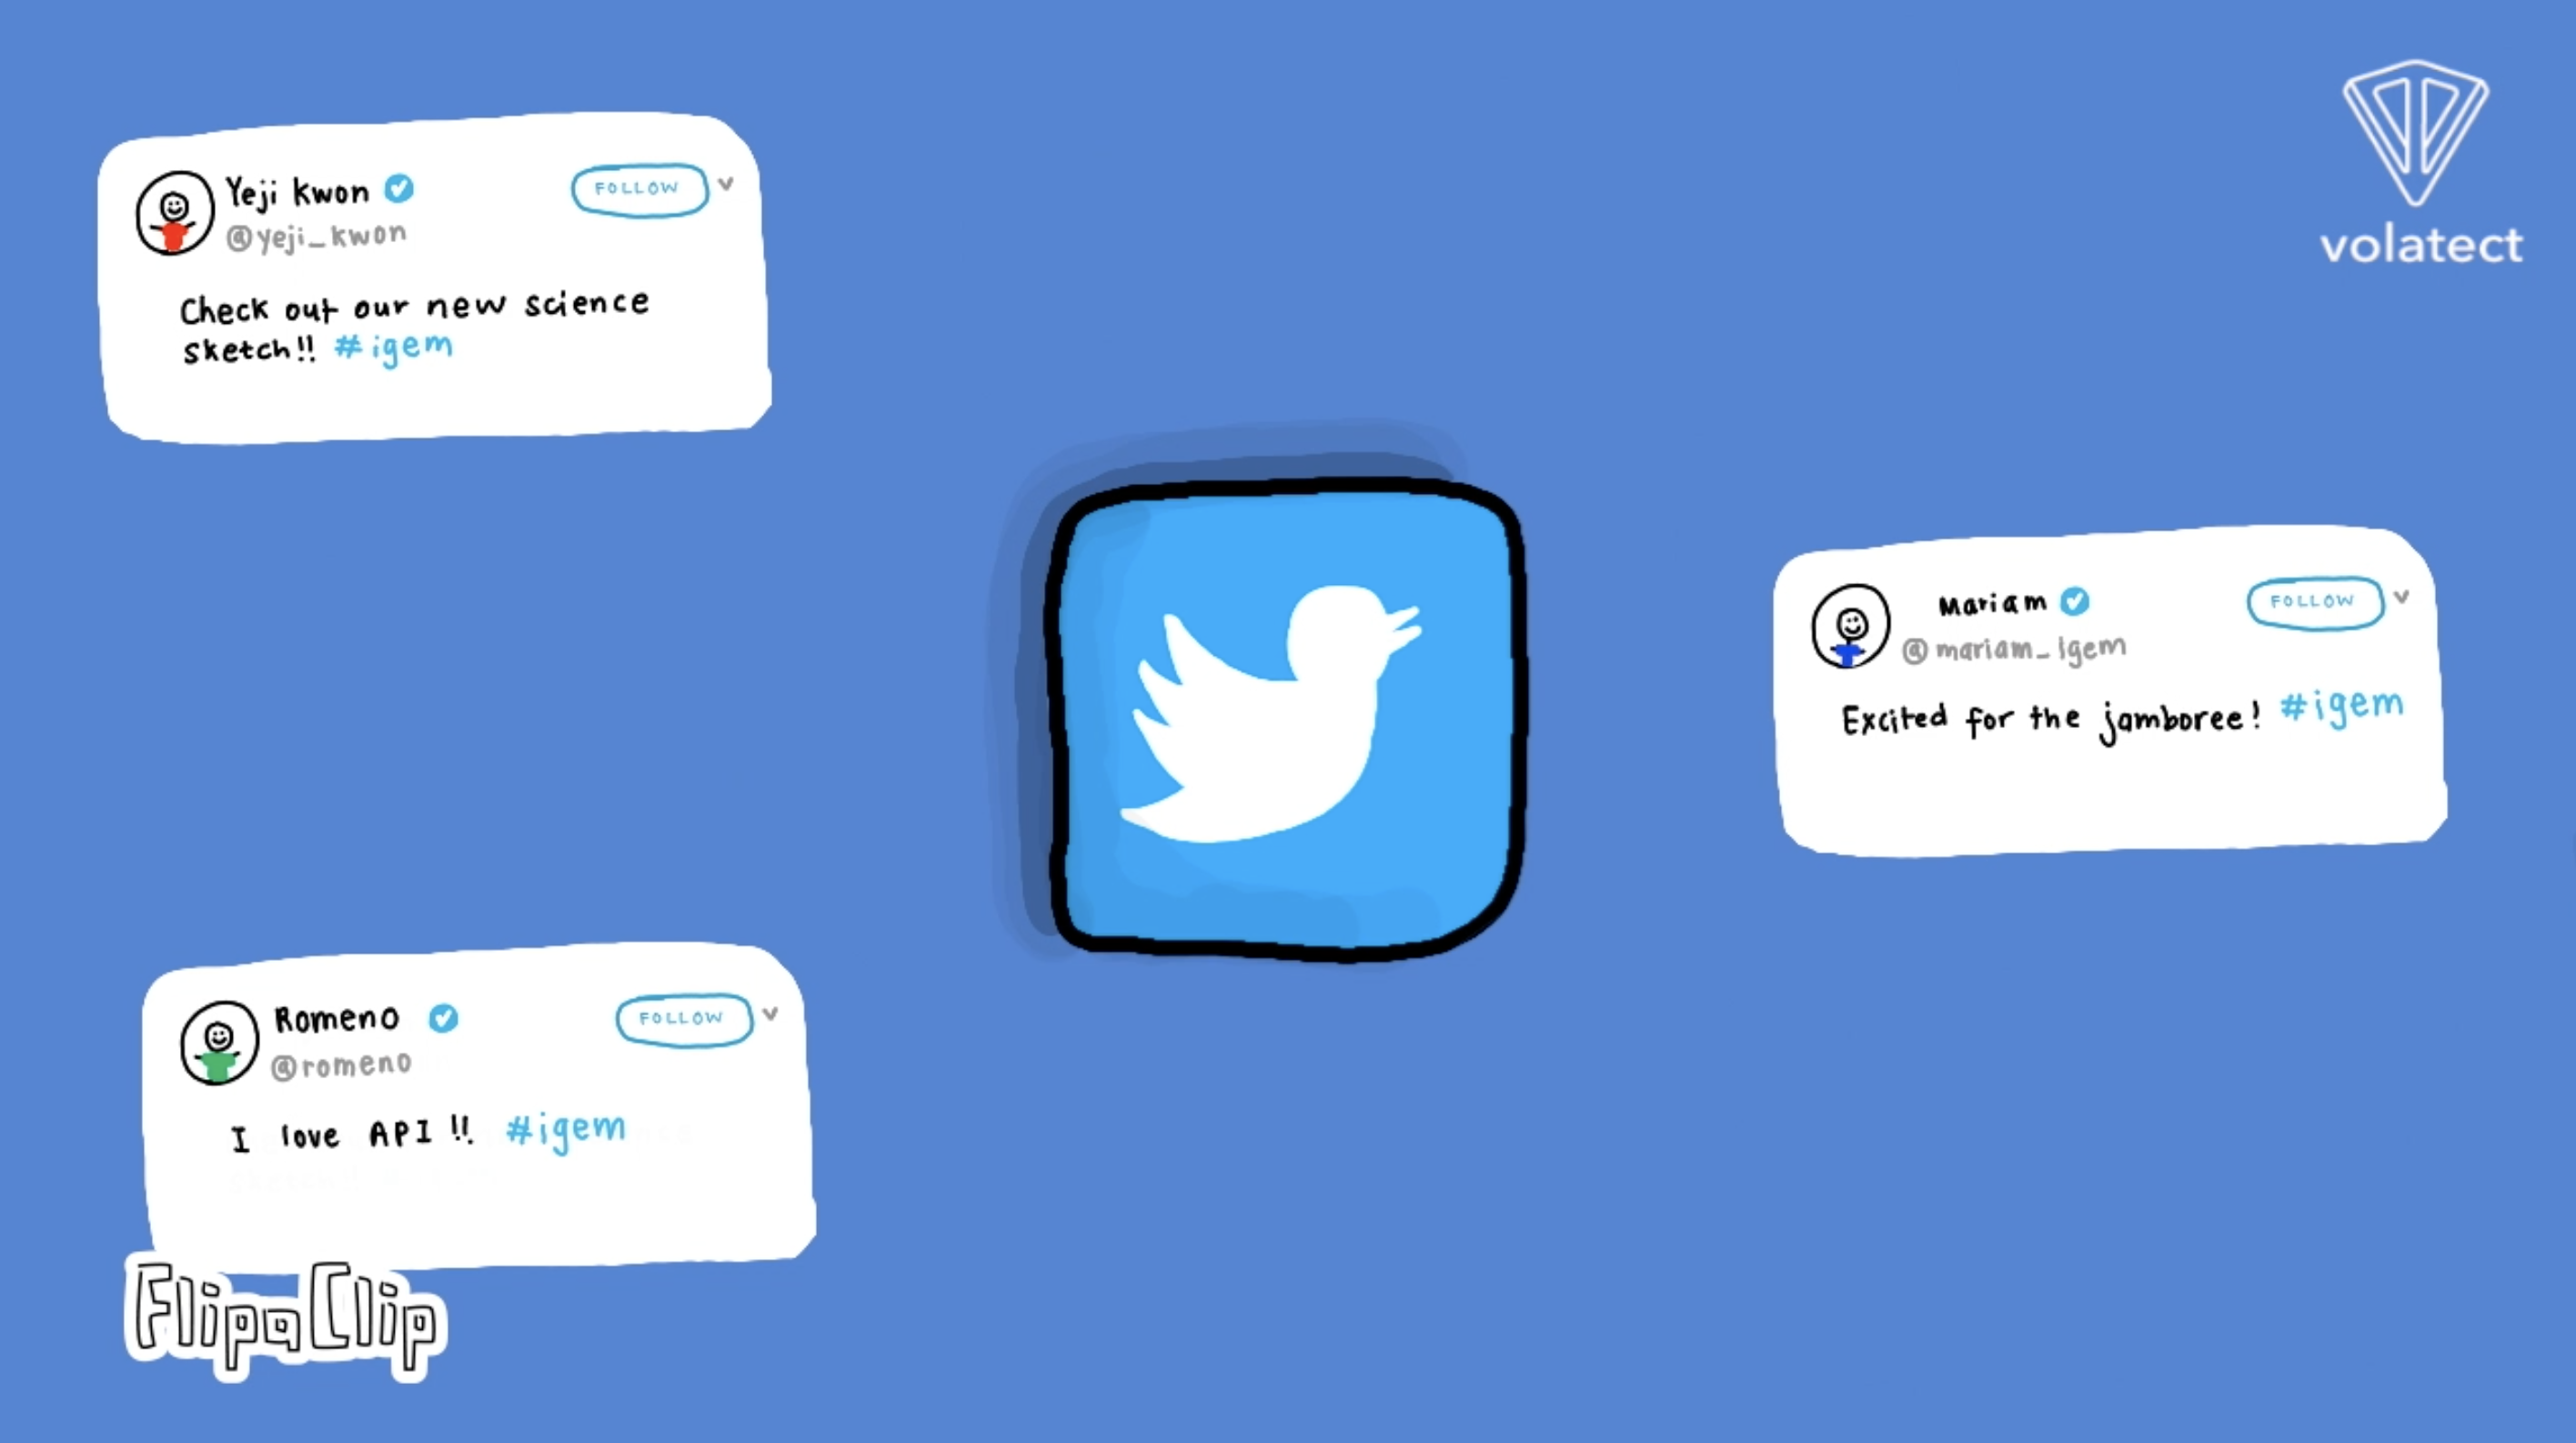 Yeji Kwon
FOLLOW
@yeji_kwon
Check out our new science
sketch!! #igem
volatect
Mariam
FOLLOW
@mariam_igem
Excited for the jamboree! #igem
Romeno
FOLLOW
@romeno
I love API!! #igem
FlipaClip